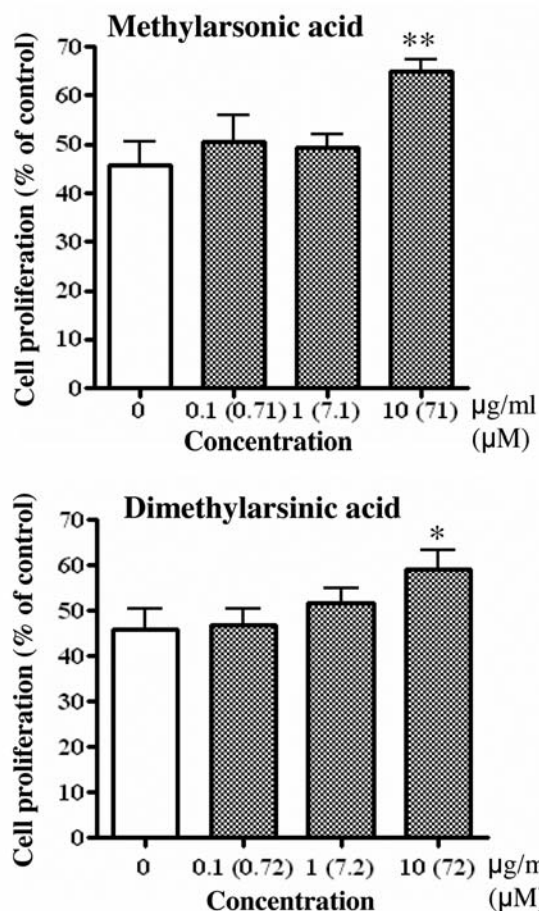 Methylarsonic acid
**
Cell proliferation (% of control)
70
60
50
40
30
20
10
0
0 0.1 (0.71) 1 (7.1) 10 (71) µg/ml
Concentration (µM)
Dimethylarsinic acid
*
Cell proliferation (% of control)
70
60
50
40
30
20
10
0
0 0.1 (0.72) 1 (7.2) 10 (72) µg/m
Concentration (µM)